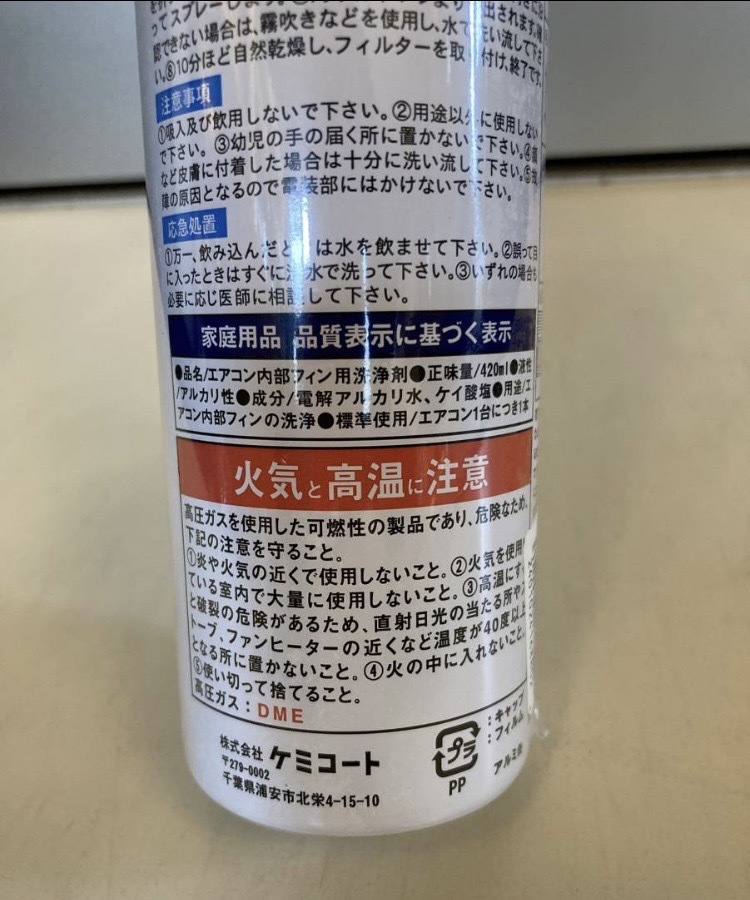 ってスプレーしま
出されます。
認できない場合は、霧吹きなどを使用し、水で洗い流して下さ
い。⑧10分ほど自然乾燥し、フィルターを取り付け、終了です。
注意事項
①吸入及び飲用しないで下さい。②用途以外に使用しない
で下さい。③幼児の手の届く所に置かないで下さい。④
など皮膚に付着した場合は十分に洗い流して下さい。⑤
障の原因となるので電装部にはかけないで下さい。
応急処置
①万一、飲み込んだときは水を飲ませて下さい。②誤って目
に入ったときはすぐに流水で洗って下さい。③いずれの場合も
必要に応じ医師に相談して下さい。
家庭用品 品質表示に基づく表示
●品名/エアコン内部フィン用洗浄剤●正味量/420ml●液性
/アルカリ性●成分/電解アルカリ水、ケイ酸塩●用途/エ
アコン内部フィンの洗浄●標準使用/エアコン1台につき1本
火気と高温に注意
高圧ガスを使用した可燃性の製品であり、危険なため、
下記の注意を守ること。
①炎や火気の近くで使用しないこと。②火気を使用
ている室内で大量に使用しないこと。③高温にす
と破裂の危険があるため、直射日光の当たる所や
トーブ、ファンヒーターの近くなど温度が40度以上
となる所に置かないこと。④火の中に入れないこと。
⑤使い切って捨てること。
高圧ガス：DME
株式会社 ケミコート
〒279-0002
千葉県浦安市北栄4-15-10
プラ
PP
：キャップ
：フィルム
アルミ缶